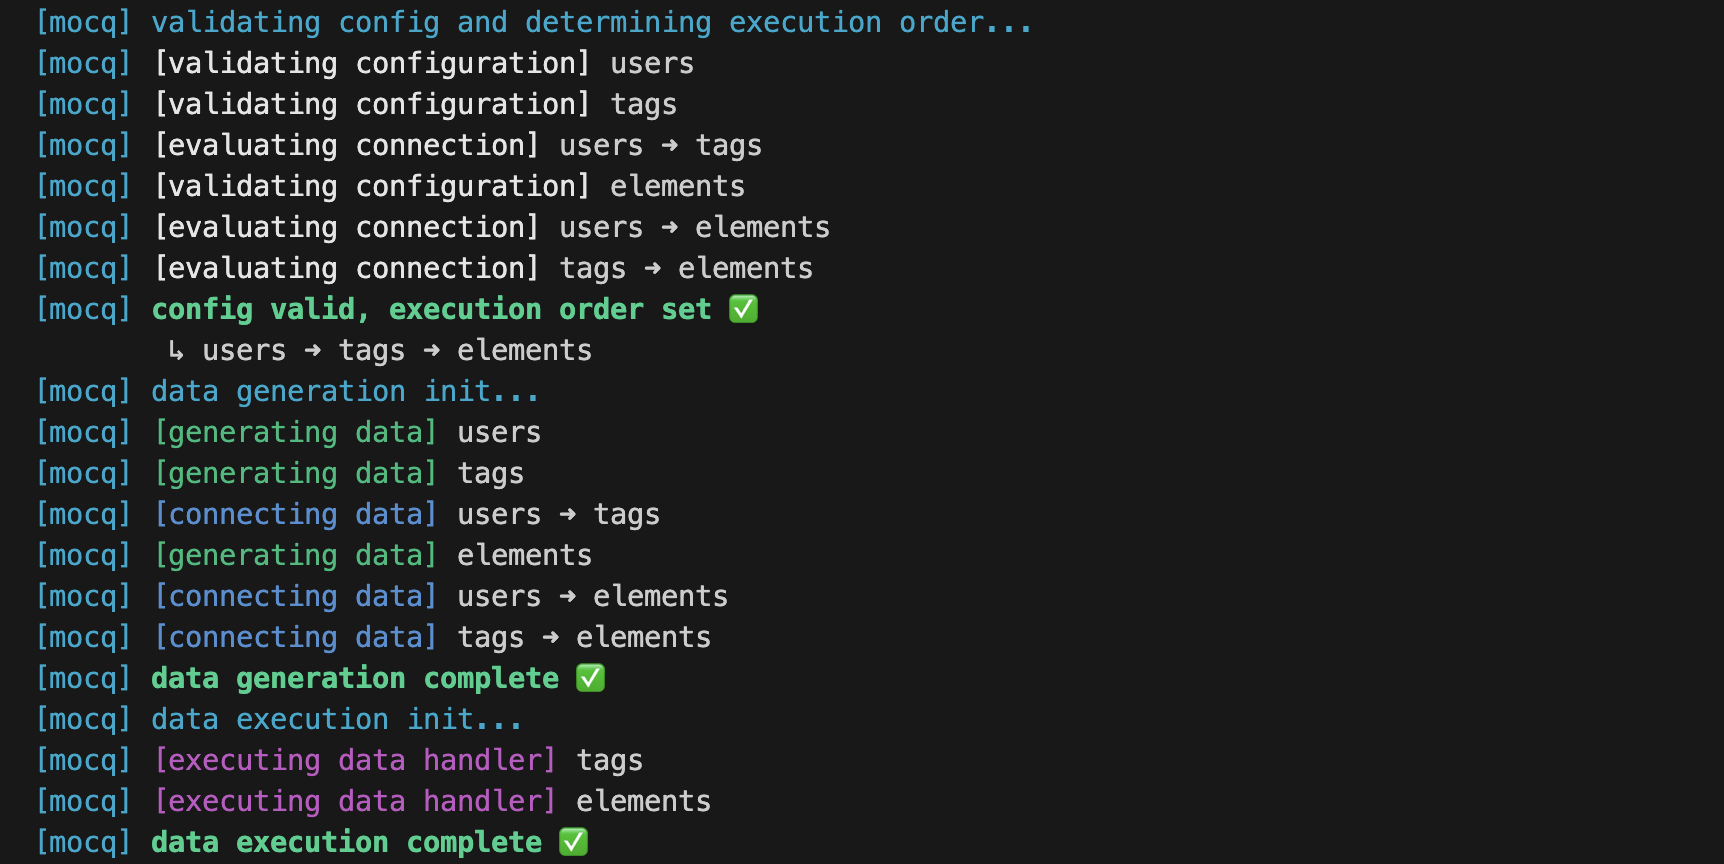 [mocq] validating config and determining execution order...
[mocq] [validating configuration] users
[mocq] [validating configuration] tags
[mocq] [evaluating connection] users → tags
[mocq] [validating configuration] elements
[mocq] [evaluating connection] users → elements
[mocq] [evaluating connection] tags → elements
[mocq] config valid, execution order set ✅
↳ users → tags → elements
[mocq] data generation init...
[mocq] [generating data] users
[mocq] [generating data] tags
[mocq] [connecting data] users → tags
[mocq] [generating data] elements
[mocq] [connecting data] users → elements
[mocq] [connecting data] tags → elements
[mocq] data generation complete ✅
[mocq] data execution init...
[mocq] [executing data handler] tags
[mocq] [executing data handler] elements
[mocq] data execution complete ✅